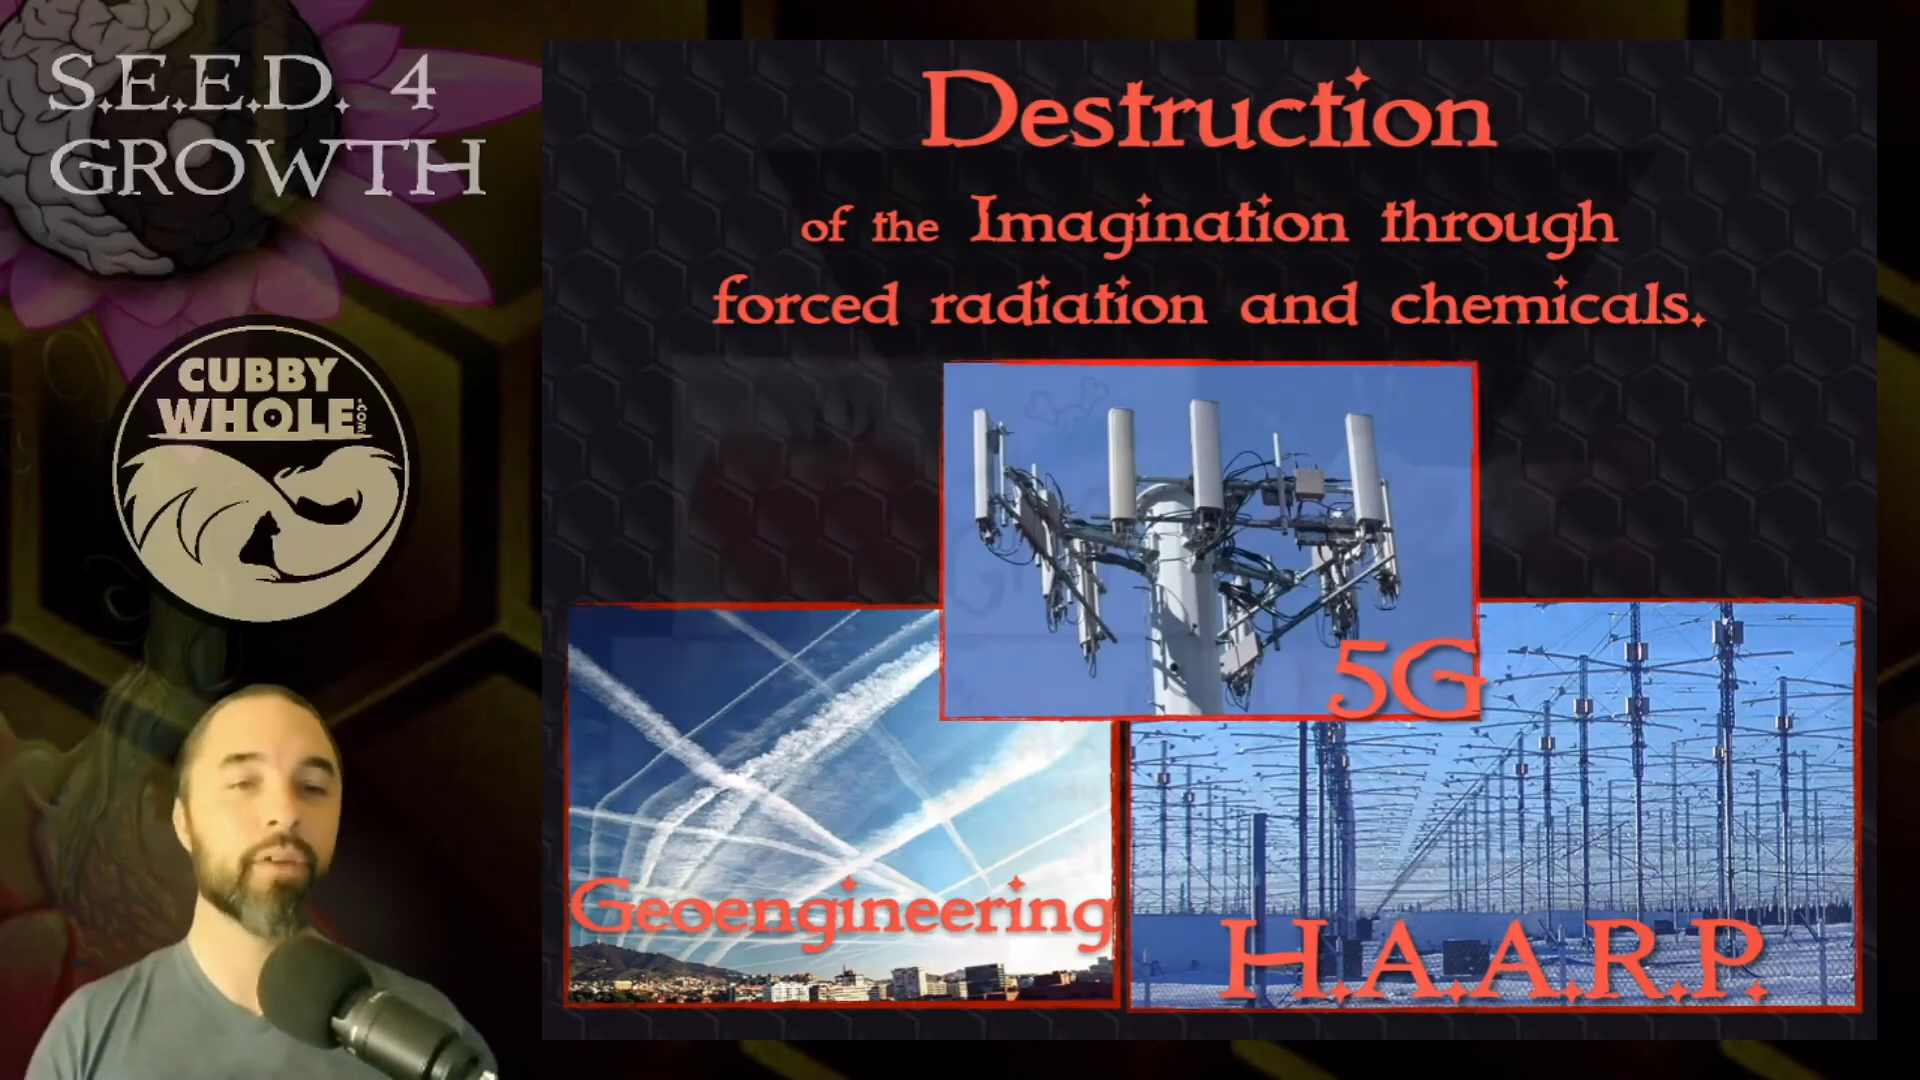 S.E.E.D. 4
GROWTH
CUBBY
WHOLE.COM
Destruction
of the Imagination through
forced radiation and chemicals.
5G
Geoengineering
H.A.A.R.P.